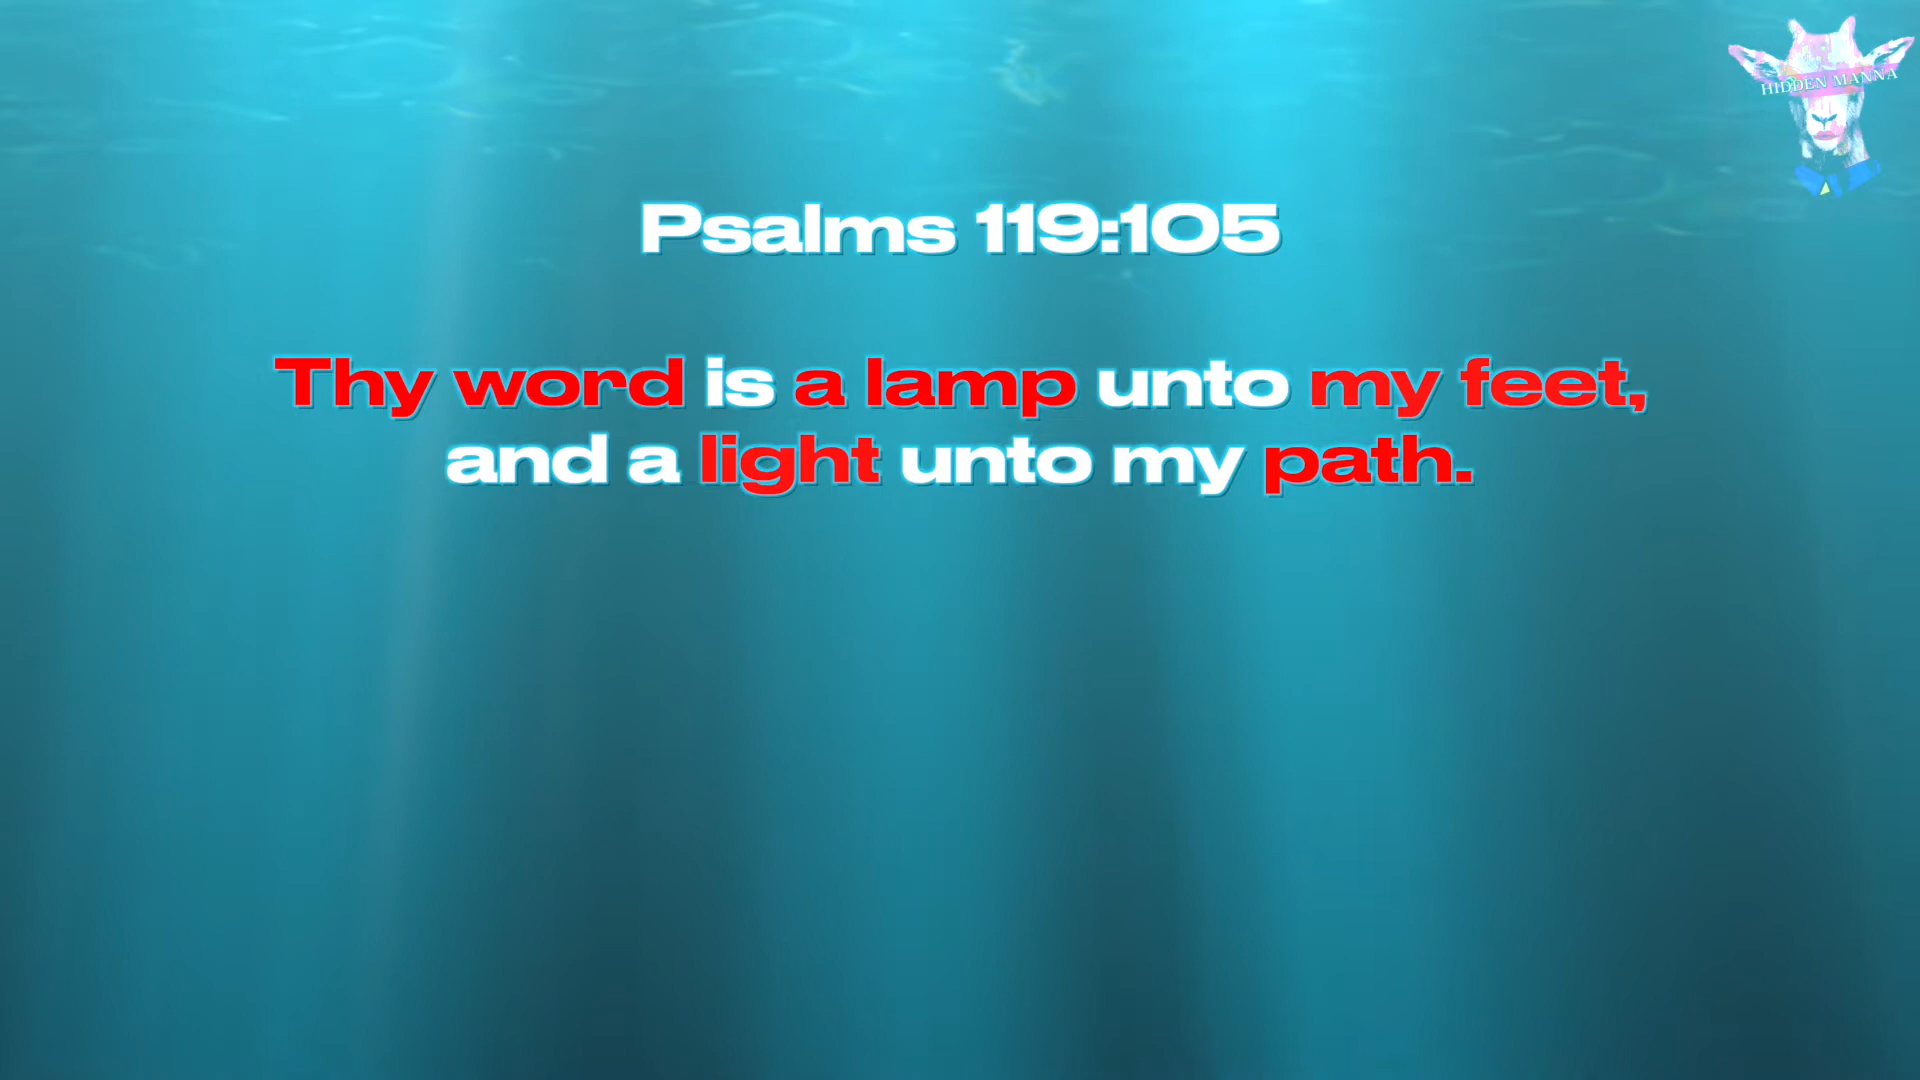 HIDDEN MANNA
Psalms 119:105
Thy word is a lamp unto my feet,
and a light unto my path.